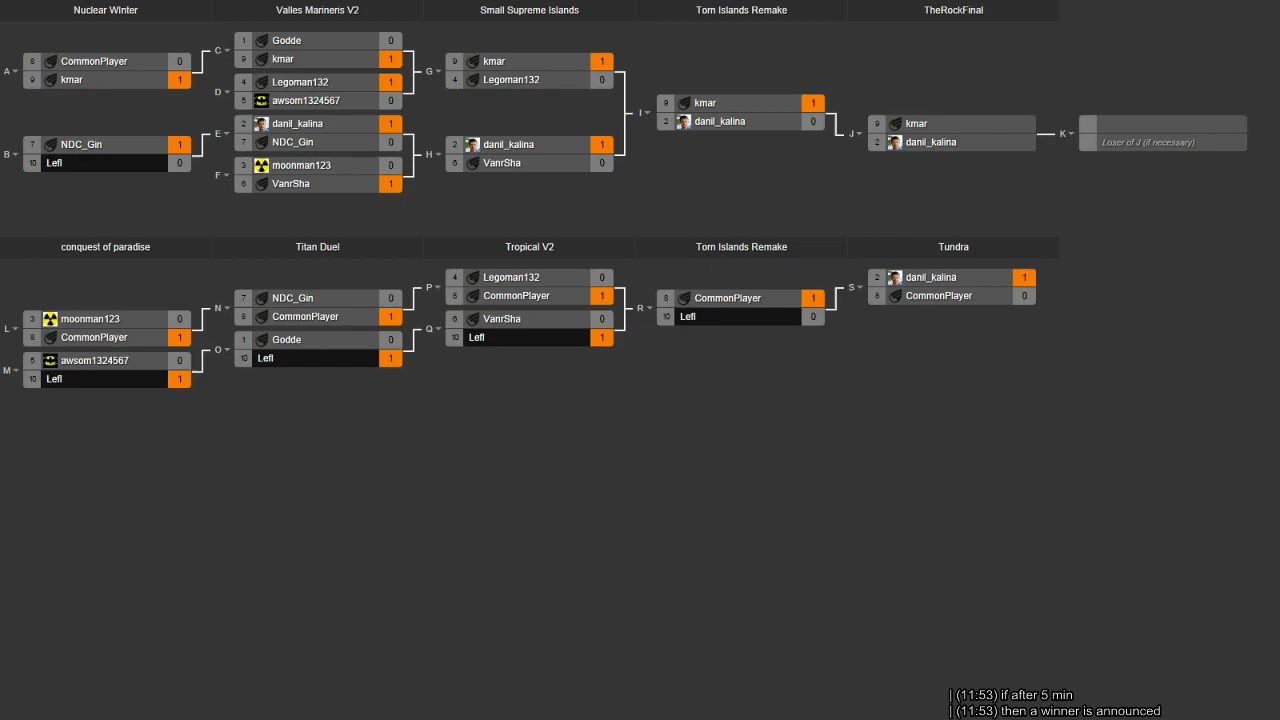 Nuclear WInter
Valles Marineris V2
Small Supreme Islands
Torn Islands Remake
TheRockFinal
A
8 CommonPlayer 0
9 kmar 1
B
7 NDC_Gin 1
10 Lefl 0
C
1 Godde 0
9 kmar 1
D
4 Legoman132 1
5 awsom1324567 0
E
2 danil_kalina 1
7 NDC_Gin 0
F
3 moonman123 0
6 VanrSha 1
G
9 kmar 1
4 Legoman132 0
H
2 danil_kalina 1
6 VanrSha 0
I
9 kmar 1
2 danil_kalina 0
J
9 kmar
2 danil_kalina
K
Loser of J (if necessary)
conquest of paradise
Titan Duel
Tropical V2
Torn Islands Remake
Tundra
L
3 moonman123 0
8 CommonPlayer 1
M
5 awsom1324567 0
10 Lefl 1
N
7 NDC_Gin 0
8 CommonPlayer 1
O
1 Godde 0
10 Lefl 1
P
4 Legoman132 0
8 CommonPlayer 1
Q
6 VanrSha 0
10 Lefl 1
R
8 CommonPlayer 1
10 Lefl 0
S
2 danil_kalina 1
8 CommonPlayer 0
| (11:53) if after 5 min
| (11:53) then a winner is announced